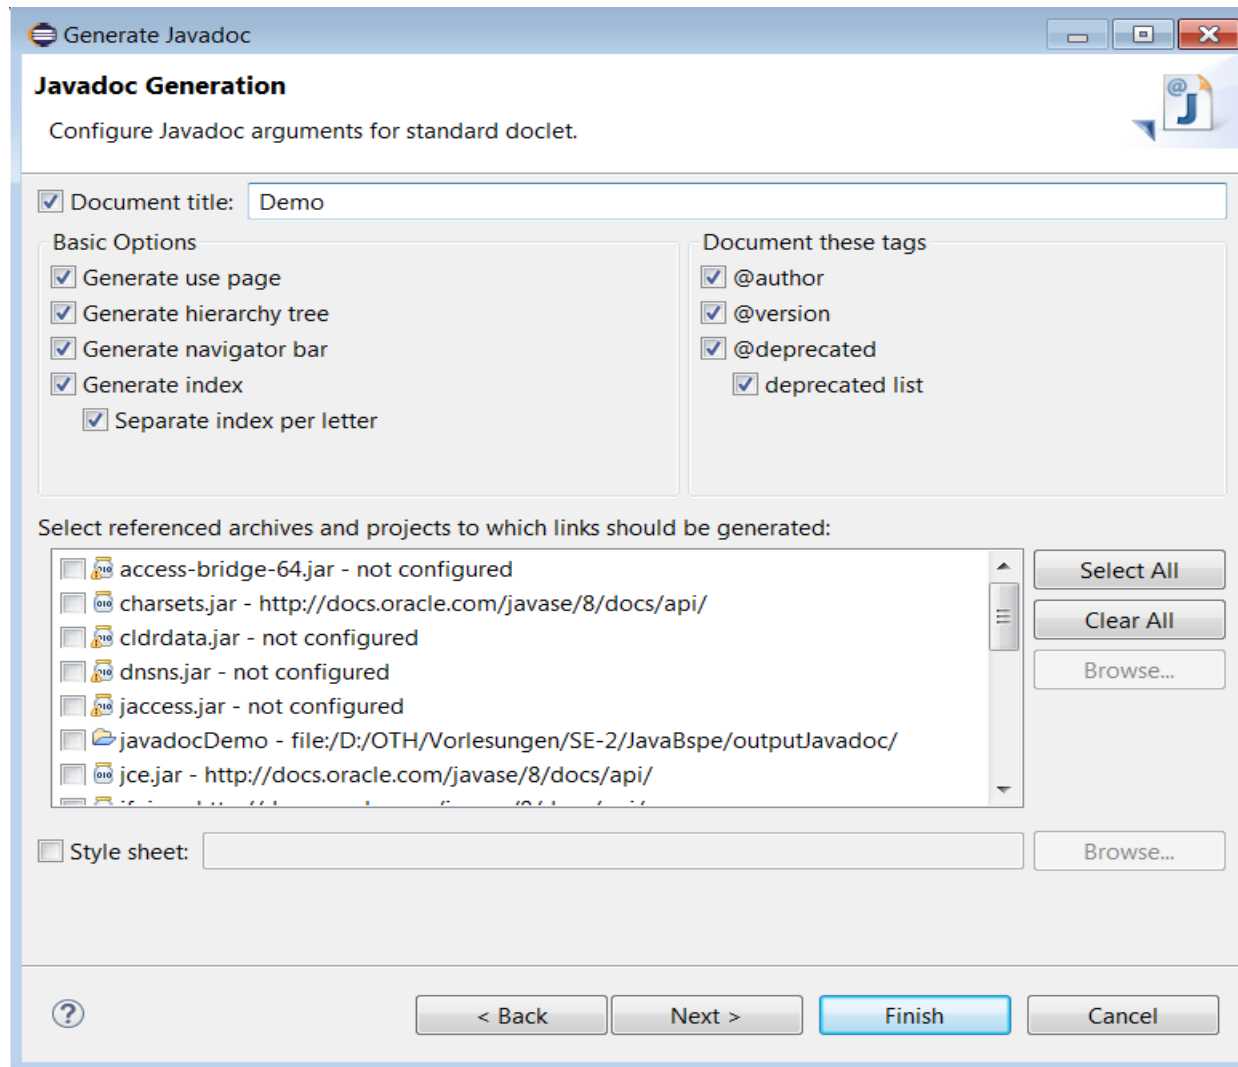 Generate Javadoc
Javadoc Generation
Configure Javadoc arguments for standard doclet.
Document title: Demo
Basic Options
Generate use page
Generate hierarchy tree
Generate navigator bar
Generate index
Separate index per letter
Document these tags
@author
@version
@deprecated
deprecated list
Select referenced archives and projects to which links should be generated:
access-bridge-64.jar - not configured
charsets.jar - http://docs.oracle.com/javase/8/docs/api/
cldrdata.jar - not configured
dnsns.jar - not configured
jaccess.jar - not configured
javadocDemo - file:/D:/OTH/Vorlesungen/SE-2/JavaBspe/outputJavadoc/
jce.jar - http://docs.oracle.com/javase/8/docs/api/
Select All
Clear All
Browse...
Style sheet:
Browse...
< Back
Next >
Finish
Cancel